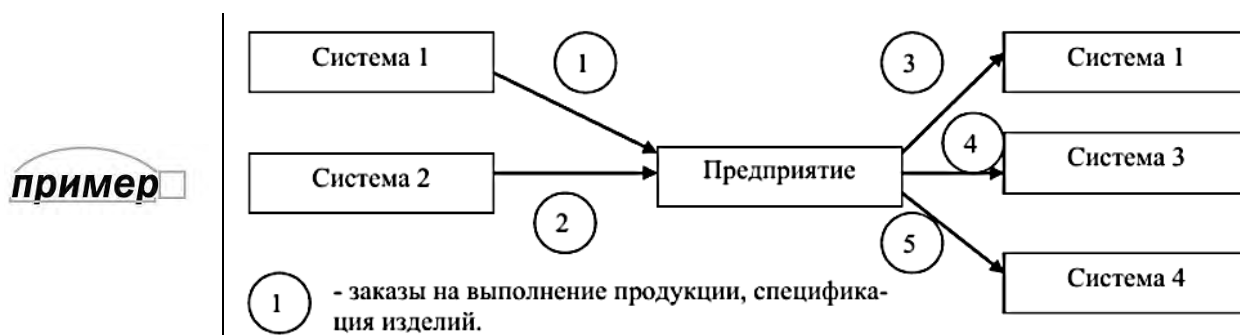 пример
Система 1
1
Система 2
2
Предприятие
3
Система 1
4
Система 3
5
Система 4
1
- заказы на выполнение продукции, специфика-
ция изделий.